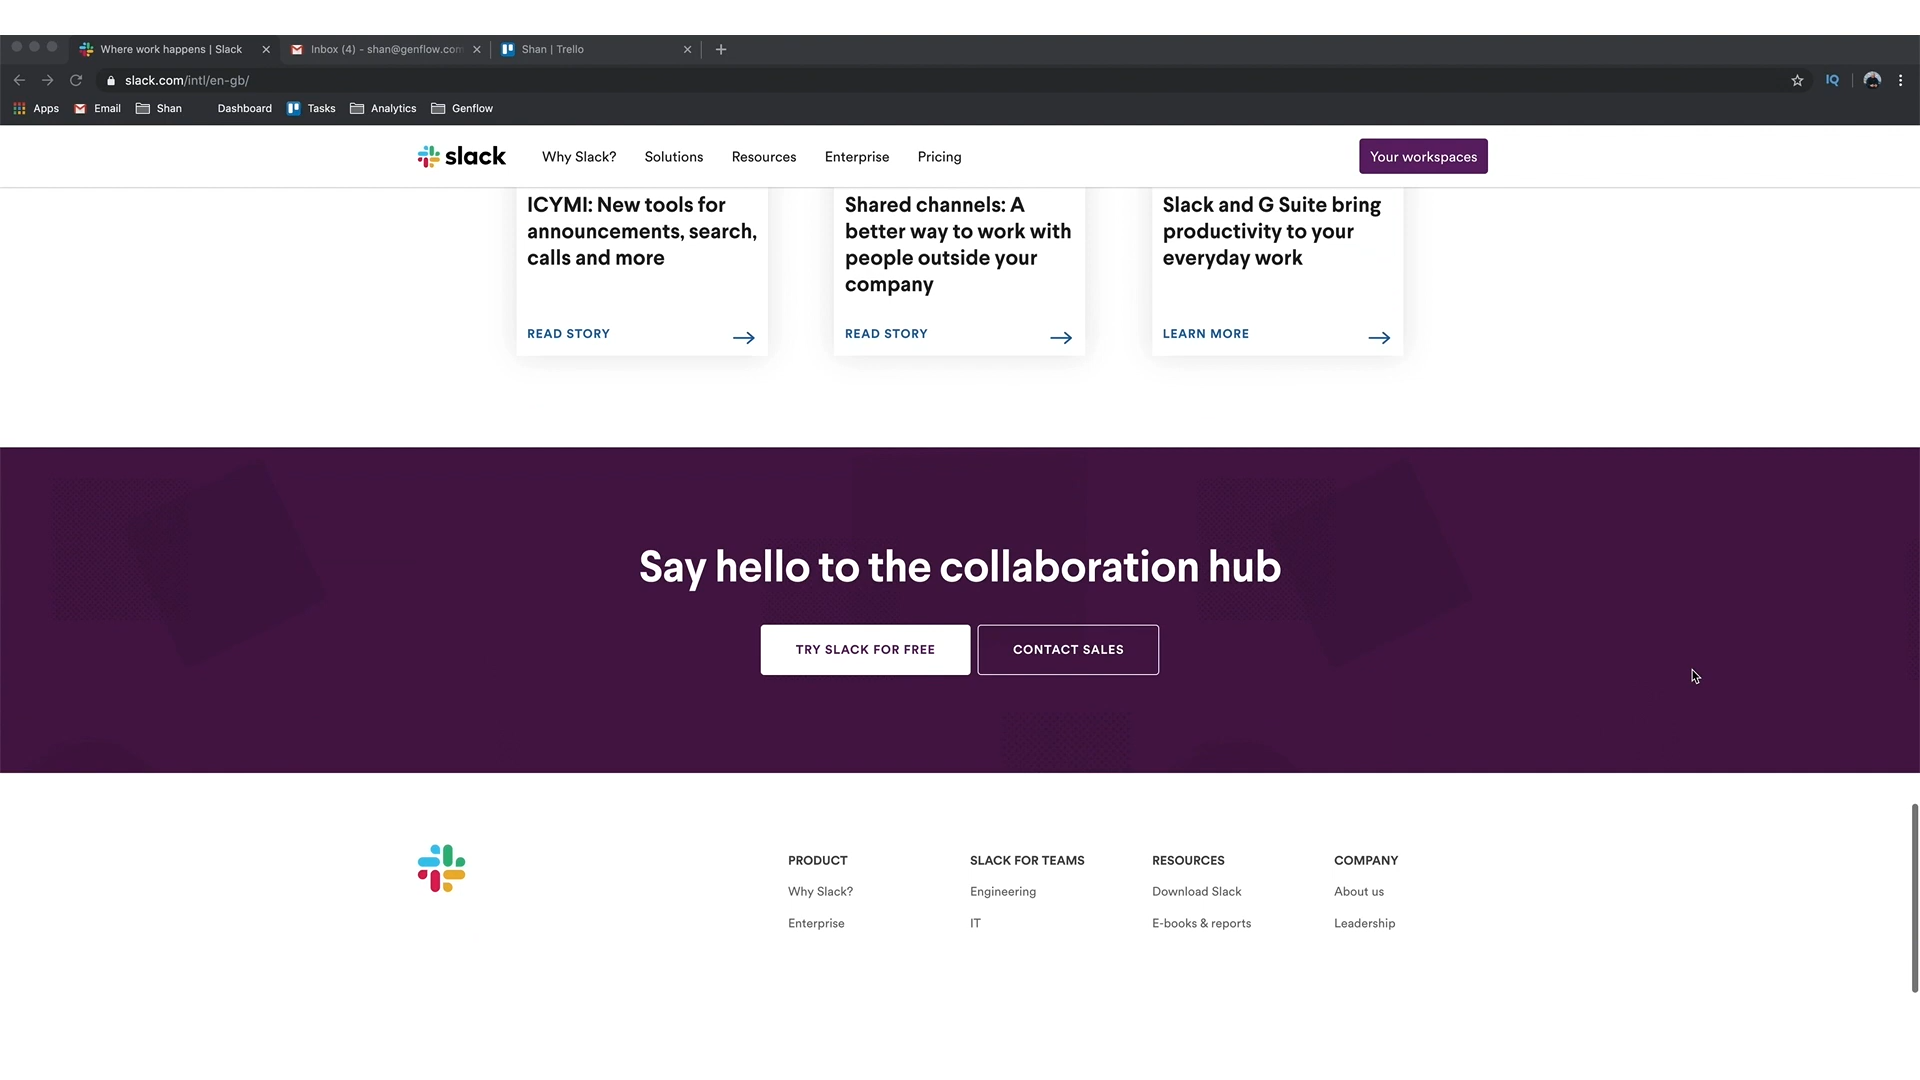 Where work happens | Slack
Inbox (4) - shan@genflow.com
Shan | Trello
slack.com/intl/en-gb/
IQ
Apps
Email
Shan
Dashboard
Tasks
Analytics
Genflow
slack
Why Slack?
Solutions
Resources
Enterprise
Pricing
Your workspaces
ICYMI: New tools for
announcements, search,
calls and more
READ STORY
Shared channels: A
better way to work with
people outside your
company
READ STORY
Slack and G Suite bring
productivity to your
everyday work
LEARN MORE
Say hello to the collaboration hub
TRY SLACK FOR FREE
CONTACT SALES
PRODUCT
Why Slack?
Enterprise
SLACK FOR TEAMS
Engineering
IT
RESOURCES
Download Slack
E-books & reports
COMPANY
About us
Leadership